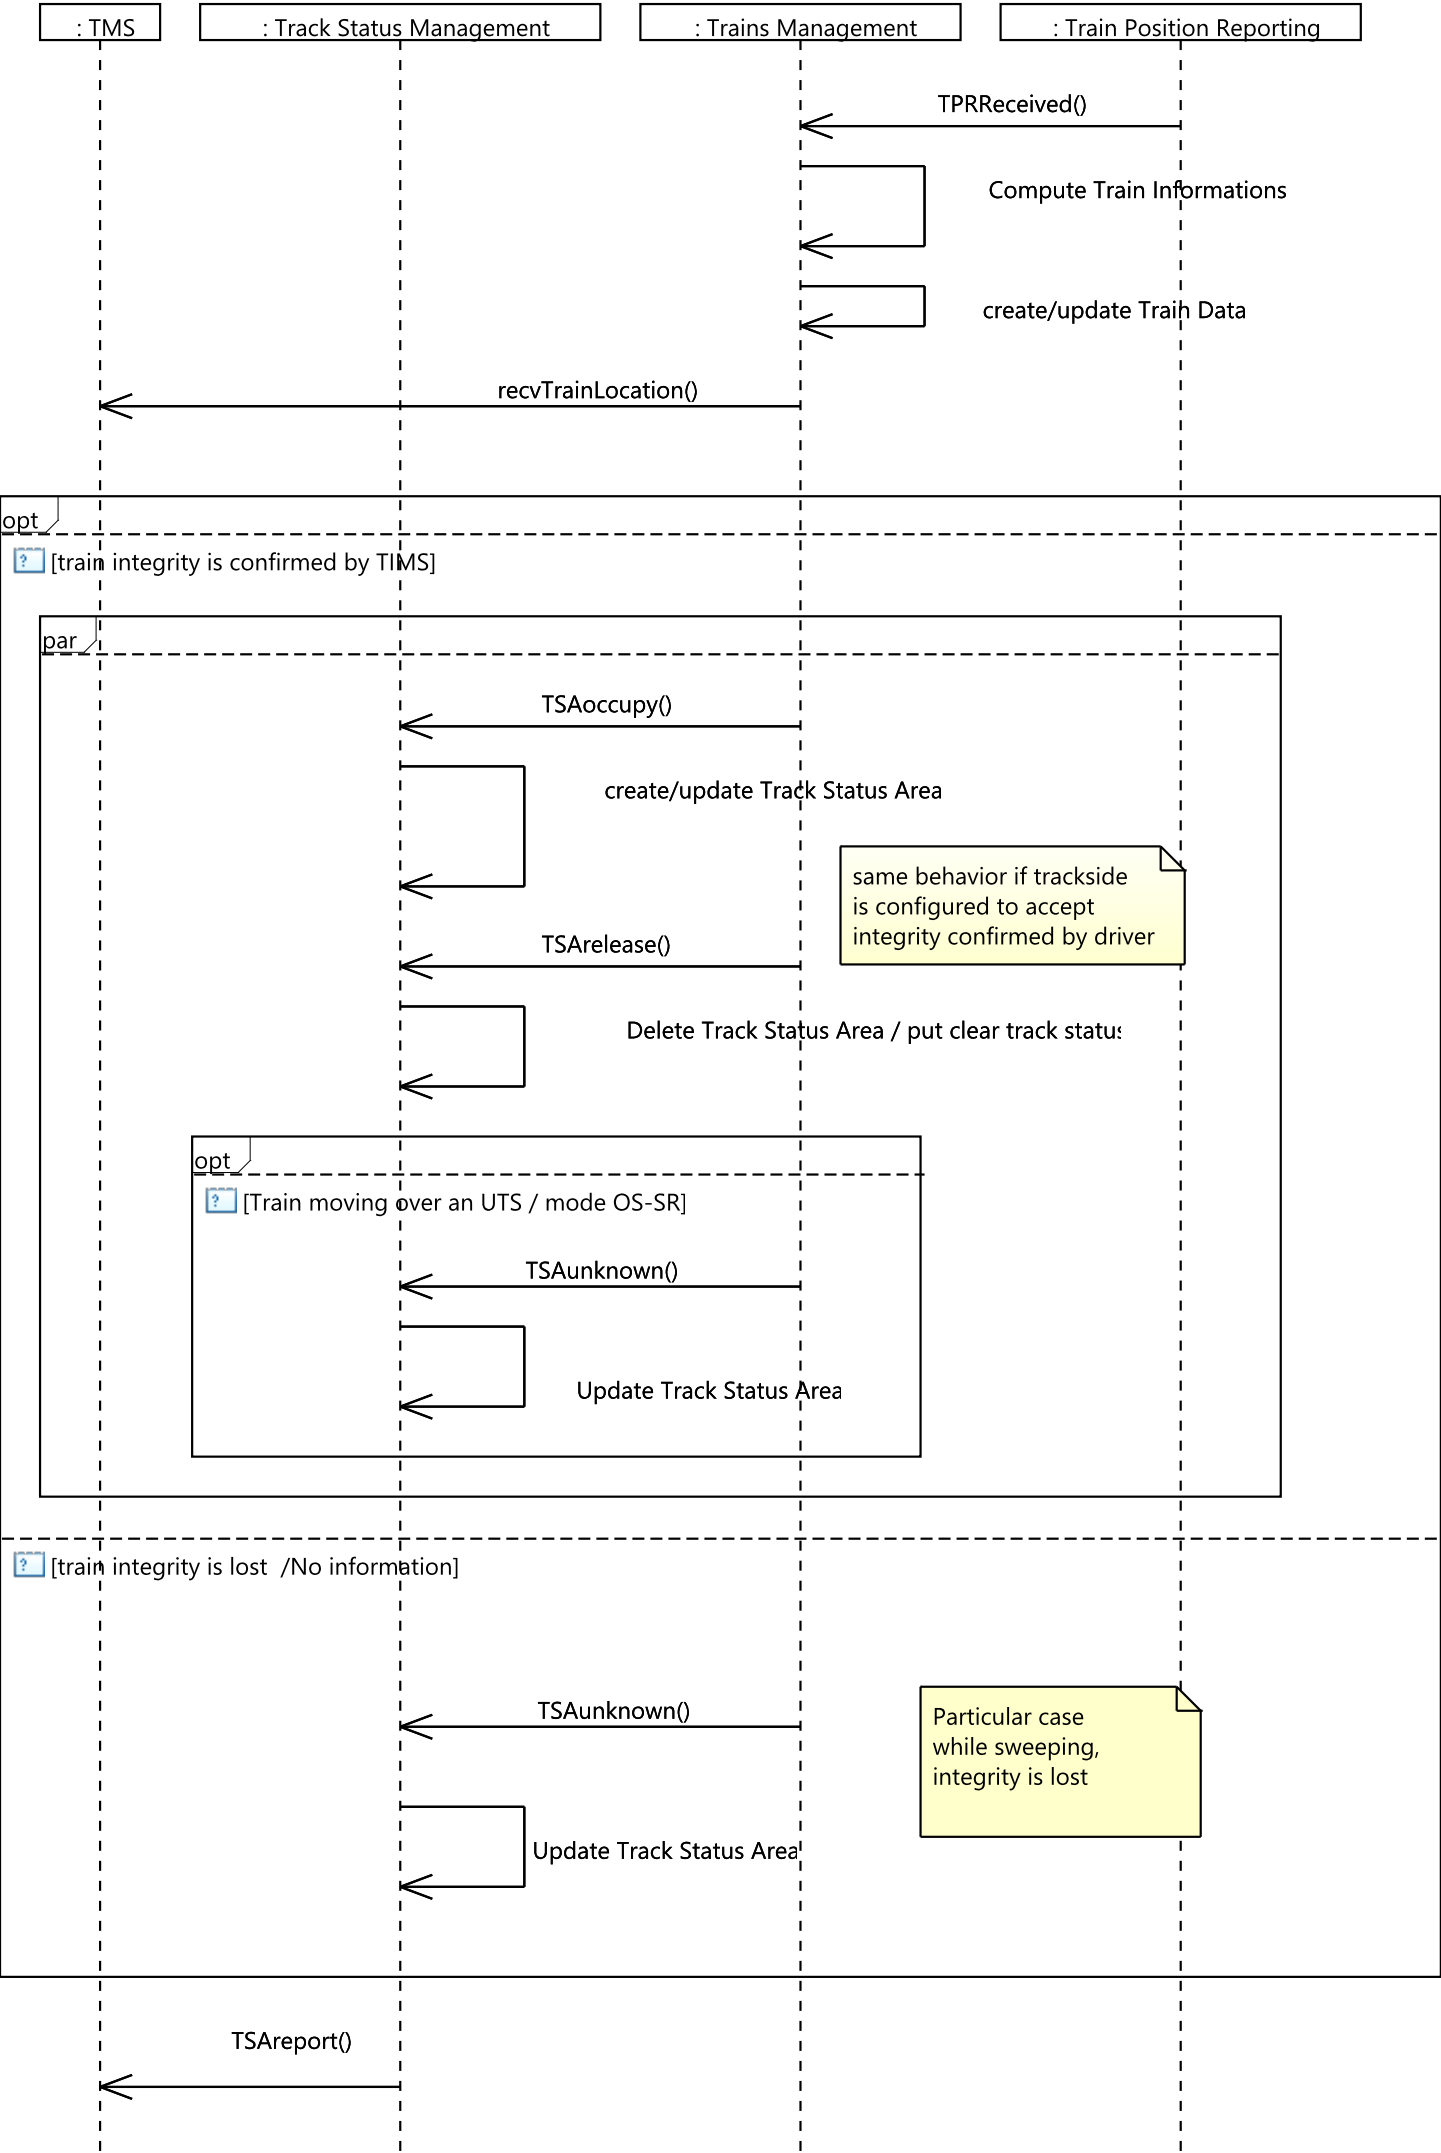 : TMS
: Track Status Management
: Trains Management
: Train Position Reporting
TPRReceived()
Compute Train Informations
create/update Train Data
recvTrainLocation()
opt
? [train integrity is confirmed by TIMS]
par
TSAoccupy()
create/update Track Status Area
same behavior if trackside
is configured to accept
integrity confirmed by driver
TSArelease()
Delete Track Status Area / put clear track status
opt
? [Train moving over an UTS / mode OS-SR]
TSAunknown()
Update Track Status Area
? [train integrity is lost /No information]
TSAunknown()
Particular case
while sweeping,
integrity is lost
Update Track Status Area
TSAreport()